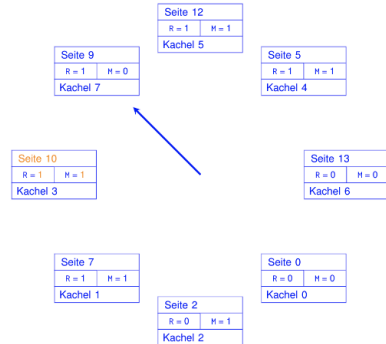 Seite 12
R = 1 M = 1
Kachel 5
Seite 9
R = 1 M = 0
Kachel 7
Seite 5
R = 1 M = 1
Kachel 4
Seite 10
R = 1 M = 1
Kachel 3
Seite 13
R = 0 M = 0
Kachel 6
Seite 7
R = 1 M = 1
Kachel 1
Seite 0
R = 0 M = 0
Kachel 0
Seite 2
R = 0 M = 1
Kachel 2